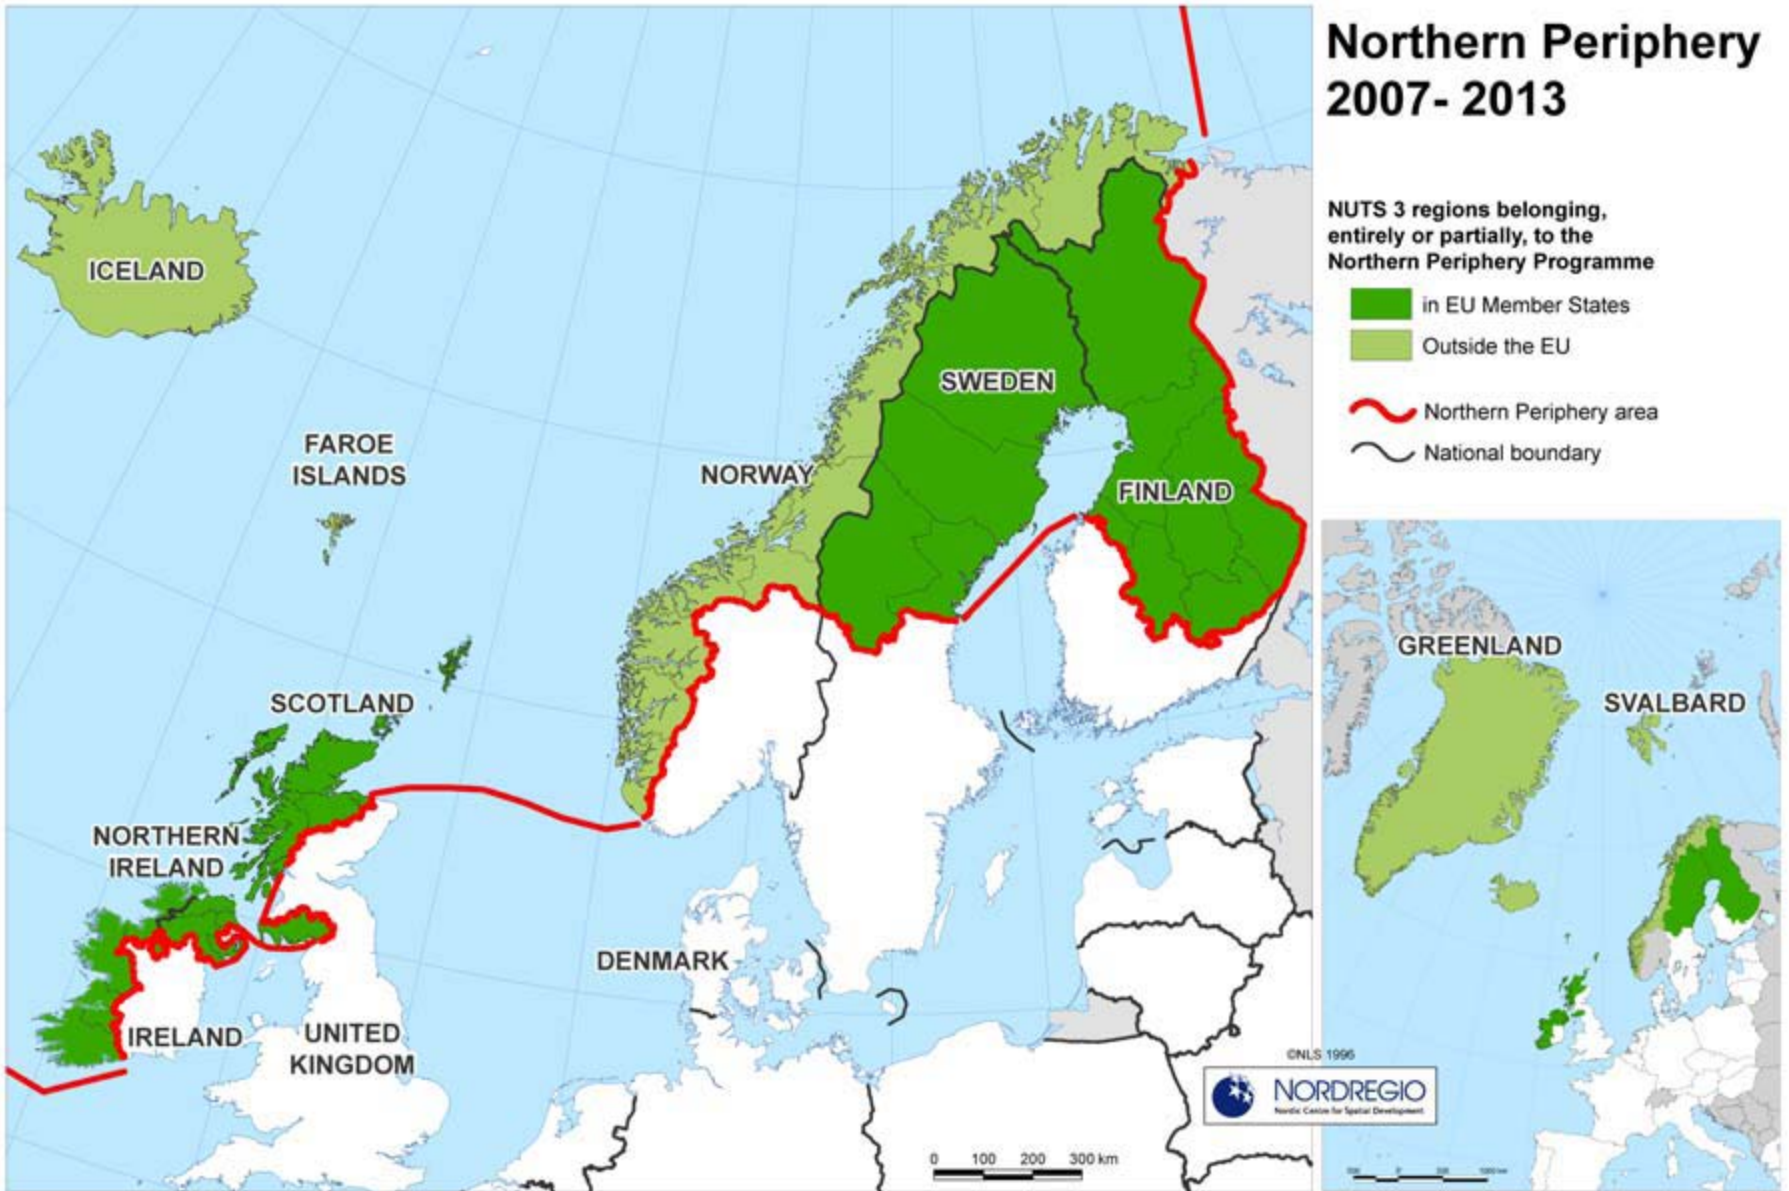 Northern Periphery
2007- 2013
NUTS 3 regions belonging,
entirely or partially, to the
Northern Periphery Programme
in EU Member States
Outside the EU
Northern Periphery area
National boundary
ICELAND
FAROE
ISLANDS
NORWAY
SWEDEN
FINLAND
SCOTLAND
NORTHERN
IRELAND
IRELAND
UNITED
KINGDOM
DENMARK
GREENLAND
SVALBARD
©NLS 1996
NORDREGIO
Nordic Centre for Spatial Development
0 100 200 300 km